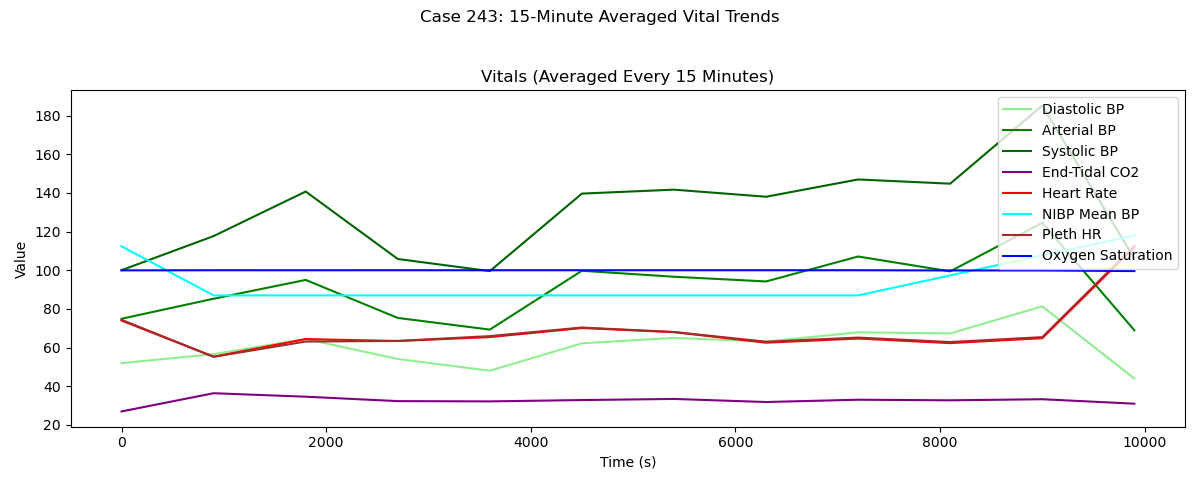 Case 243: 15-Minute Averaged Vital Trends
Vitals (Averaged Every 15 Minutes)
Value
180
160
140
120
100
80
60
40
20
Diastolic BP
Arterial BP
Systolic BP
End-Tidal CO2
Heart Rate
NIBP Mean BP
Pleth HR
Oxygen Saturation
0 2000 4000 6000 8000 10000
Time (s)